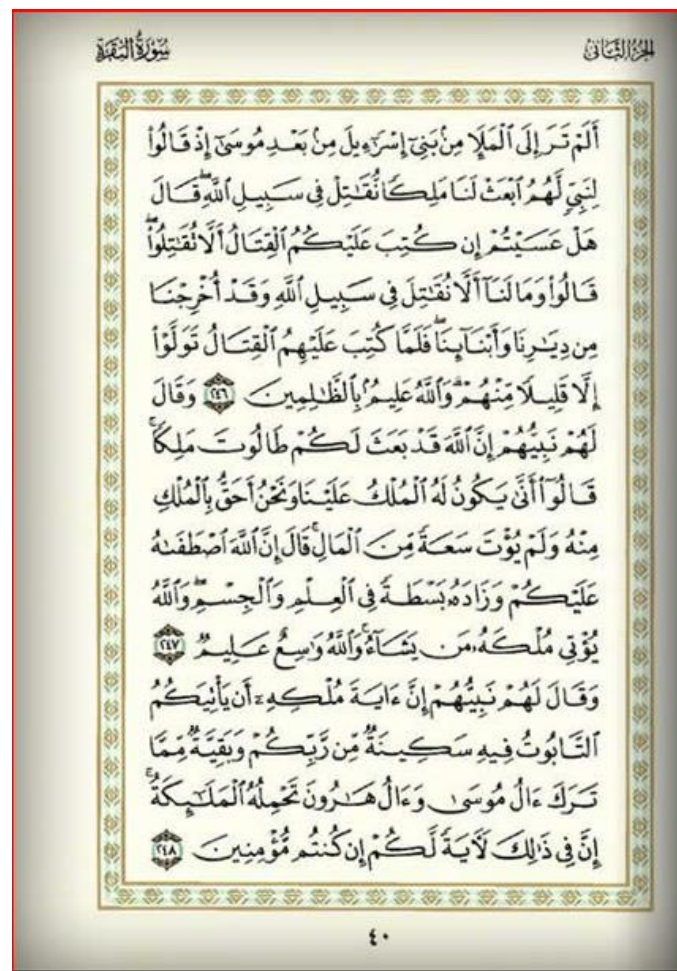 الجزء الثاني
سورة البقرة
أَلَمْ تَرَ إِلَى ٱلْمَلَإِ مِنۢ بَنِىٓ إِسْرَٰٓءِيلَ مِنۢ بَعْدِ مُوسَىٰٓ إِذْ قَالُوا۟
لِنَبِىٍّ لَّهُمُ ٱبْعَثْ لَنَا مَلِكًا نُّقَٰتِلْ فِى سَبِيلِ ٱللَّهِ ۖ قَالَ
هَلْ عَسَيْتُمْ إِن كُتِبَ عَلَيْكُمُ ٱلْقِتَالُ أَلَّا تُقَٰتِلُوا۟ ۖ
قَالُوا۟ وَمَا لَنَآ أَلَّا نُقَٰتِلَ فِى سَبِيلِ ٱللَّهِ وَقَدْ أُخْرِجْنَا
مِن دِيَٰرِنَا وَأَبْنَآئِنَا ۖ فَلَمَّا كُتِبَ عَلَيْهِمُ ٱلْقِتَالُ تَوَلَّوْا۟
إِلَّا قَلِيلًا مِّنْهُمْ ۗ وَٱللَّهُ عَلِيمٌۢ بِٱلظَّٰلِمِينَ ٢٤٦ وَقَالَ
لَهُمْ نَبِيُّهُمْ إِنَّ ٱللَّهَ قَدْ بَعَثَ لَكُمْ طَالُوتَ مَلِكًا ۚ
قَالُوٓا۟ أَنَّىٰ يَكُونُ لَهُ ٱلْمُلْكُ عَلَيْنَا وَنَحْنُ أَحَقُّ بِٱلْمُلْكِ
مِنْهُ وَلَمْ يُؤْتَ سَعَةً مِّنَ ٱلْمَالِ ۚ قَالَ إِنَّ ٱللَّهَ ٱصْطَفَىٰهُ
عَلَيْكُمْ وَزَادَهُۥ بَسْطَةً فِى ٱلْعِلْمِ وَٱلْجِسْمِ ۖ وَٱللَّهُ
يُؤْتِى مُلْكَهُۥ مَن يَشَآءُ ۚ وَٱللَّهُ وَٰسِعٌ عَلِيمٌ ٢٤٧
وَقَالَ لَهُمْ نَبِيُّهُمْ إِنَّ ءَايَةَ مُلْكِهِۦٓ أَن يَأْتِيَكُمُ
ٱلتَّابُوتُ فِيهِ سَكِينَةٌ مِّن رَّبِّكُمْ وَبَقِيَّةٌ مِّمَّا
تَرَكَ ءَالُ مُوسَىٰ وَءَالُ هَٰرُونَ تَحْمِلُهُ ٱلْمَلَٰٓئِكَةُ ۚ
إِنَّ فِى ذَٰلِكَ لَءَايَةً لَّكُمْ إِن كُنتُم مُّؤْمِنِينَ ٢٤٨
٤٠